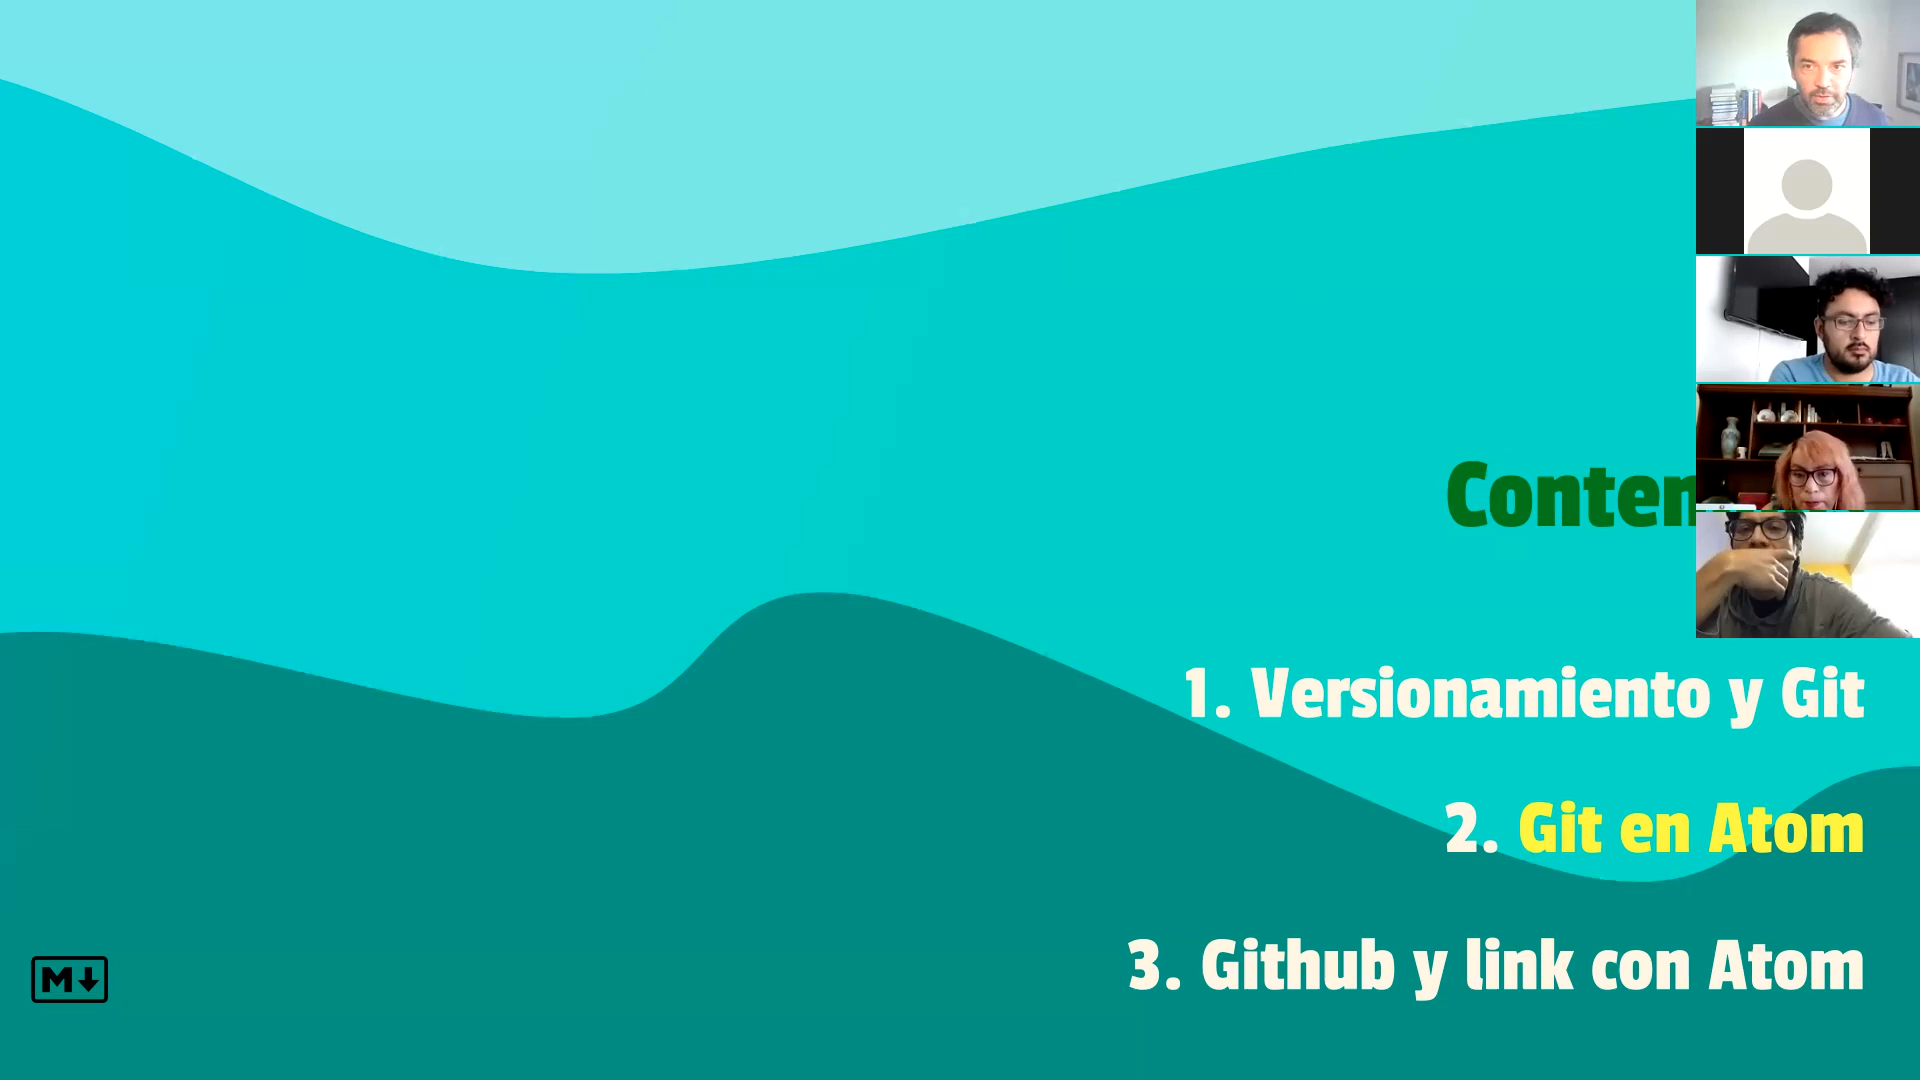 Conten
1. Versionamiento y Git
2. Git en Atom
3. Github y link con Atom
M